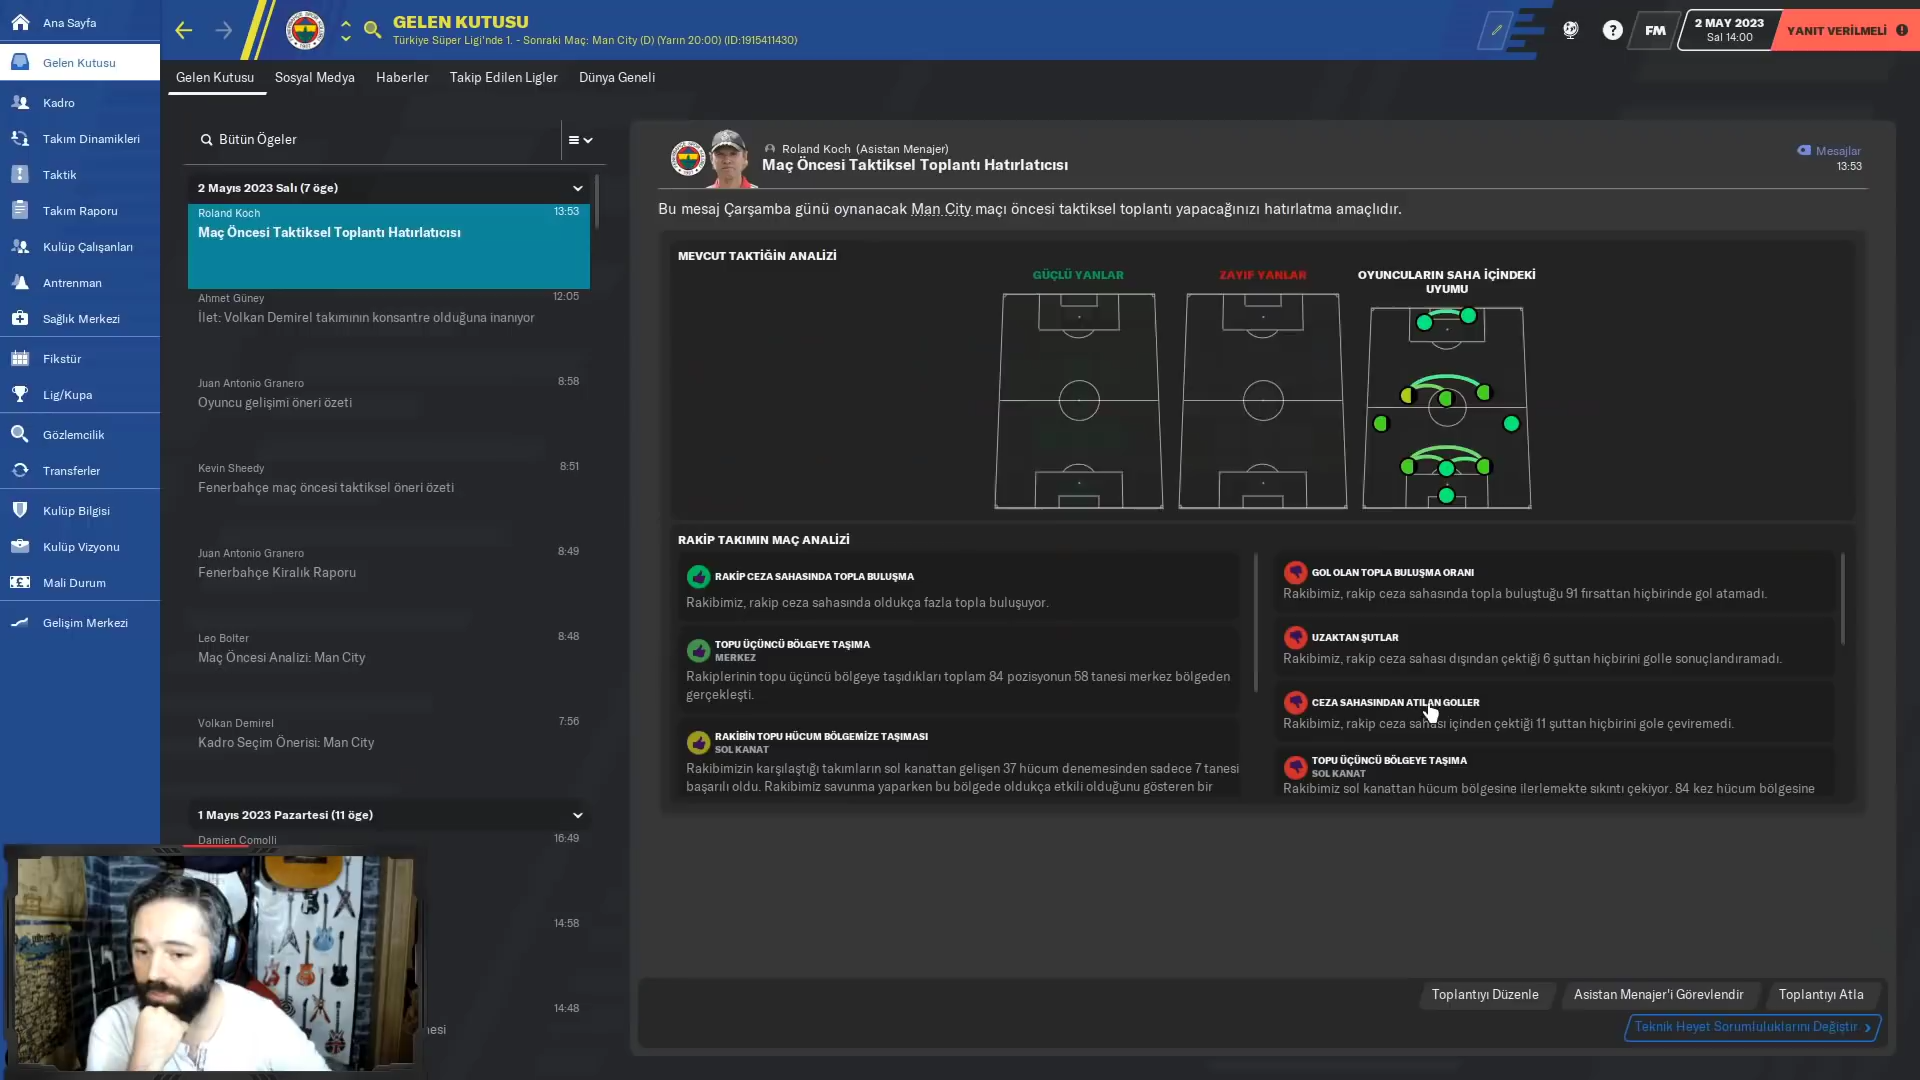 Ana Sayfa
Gelen Kutusu
Kadro
Takım Dinamikleri
Taktik
Takım Raporu
Kulüp Çalışanları
Antrenman
Sağlık Merkezi
Fikstür
Lig/Kupa
Gözlemcilik
Transferler
Kulüp Bilgisi
Kulüp Vizyonu
Mali Durum
Gelişim Merkezi
GELEN KUTUSU
Türkiye Süper Ligi'nde 1. - Sonraki Maç: Man City (D) (Yarın 20:00) (ID:1915411430)
FM
2 MAY 2023
Sal 14:00
YANIT VERİLMELİ
Gelen Kutusu
Sosyal Medya
Haberler
Takip Edilen Ligler
Dünya Geneli
Bütün Ögeler
2 Mayıs 2023 Salı (7 öge)
Roland Koch 13:53
Maç Öncesi Taktiksel Toplantı Hatırlatıcısı
Ahmet Güney 12:05
İlet: Volkan Demirel takımının konsantre olduğuna inanıyor
Juan Antonio Granero 8:58
Oyuncu gelişimi öneri özeti
Kevin Sheedy 8:51
Fenerbahçe maç öncesi taktiksel öneri özeti
Juan Antonio Granero 8:49
Fenerbahçe Kiralık Raporu
Leo Bolter 8:48
Maç Öncesi Analizi: Man City
Volkan Demirel 7:56
Kadro Seçim Önerisi: Man City
1 Mayıs 2023 Pazartesi (11 öge)
Damien Comolli 16:49
14:58
14:48
Roland Koch (Asistan Menajer)
Maç Öncesi Taktiksel Toplantı Hatırlatıcısı
Mesajlar
13:53
Bu mesaj Çarşamba günü oynanacak Man City maçı öncesi taktiksel toplantı yapacağınızı hatırlatma amaçlıdır.
MEVCUT TAKTİĞİN ANALİZİ
GÜÇLÜ YANLAR
ZAYIF YANLAR
OYUNCULARIN SAHA İÇİNDEKİ
UYUMU
RAKİP TAKIMIN MAÇ ANALİZİ
RAKİP CEZA SAHASINDA TOPLA BULUŞMA
Rakibimiz, rakip ceza sahasında oldukça fazla topla buluşuyor.
TOPU ÜÇÜNCÜ BÖLGEYE TAŞIMA
MERKEZ
Rakiplerinin topu üçüncü bölgeye taşıdıkları toplam 84 pozisyonun 58 tanesi merkez bölgeden
gerçekleşti.
RAKİBİN TOPU HÜCUM BÖLGEMİZE TAŞIMASI
SOL KANAT
Rakibimizin karşılaştığı takımların sol kanattan gelişen 37 hücum denemesinden sadece 7 tanesi
başarılı oldu. Rakibimiz savunma yaparken bu bölgede oldukça etkili olduğunu gösteren bir
GOL OLAN TOPLA BULUŞMA ORANI
Rakibimiz, rakip ceza sahasında topla buluştuğu 91 fırsattan hiçbirinde gol atamadı.
UZAKTAN ŞUTLAR
Rakibimiz, rakip ceza sahası dışından çektiği 6 şuttan hiçbirini golle sonuçlandıramadı.
CEZA SAHASINDAN ATILAN GOLLER
Rakibimiz, rakip ceza sahası içinden çektiği 11 şuttan hiçbirini gole çeviremedi.
TOPU ÜÇÜNCÜ BÖLGEYE TAŞIMA
SOL KANAT
Rakibimiz sol kanattan hücum bölgesine ilerlemekte sıkıntı çekiyor. 84 kez hücum bölgesine
Toplantıyı Düzenle
Asistan Menajer'i Görevlendir
Toplantıyı Atla
Teknik Heyet Sorumluluklarını Değiştir